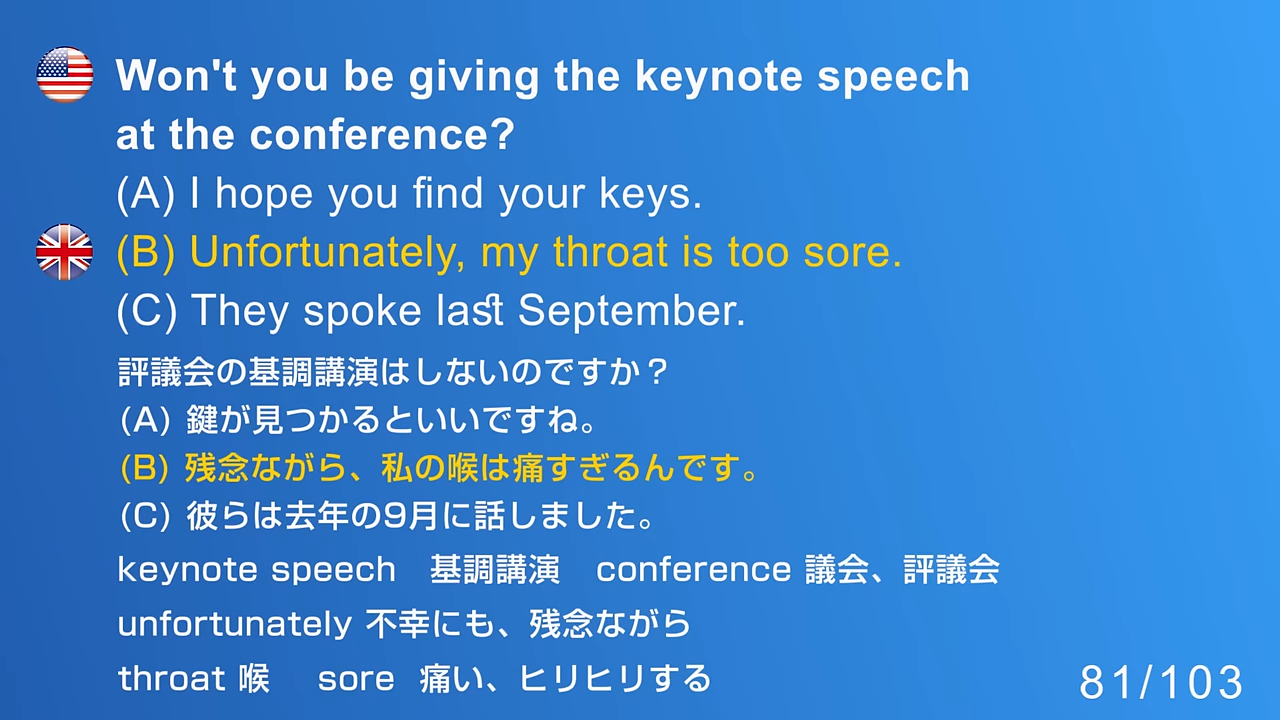 Won't you be giving the keynote speech
at the conference?
(A) I hope you find your keys.
(B) Unfortunately, my throat is too sore.
(C) They spoke last September.
評議会の基調講演はしないのですか？
(A) 鍵が見つかるといいですね。
(B) 残念ながら、私の喉は痛すぎるんです。
(C) 彼らは去年の9月に話しました。
keynote speech 基調講演 conference 議会、評議会
unfortunately 不幸にも、残念ながら
throat 喉 sore 痛い、ヒリヒリする
81/103